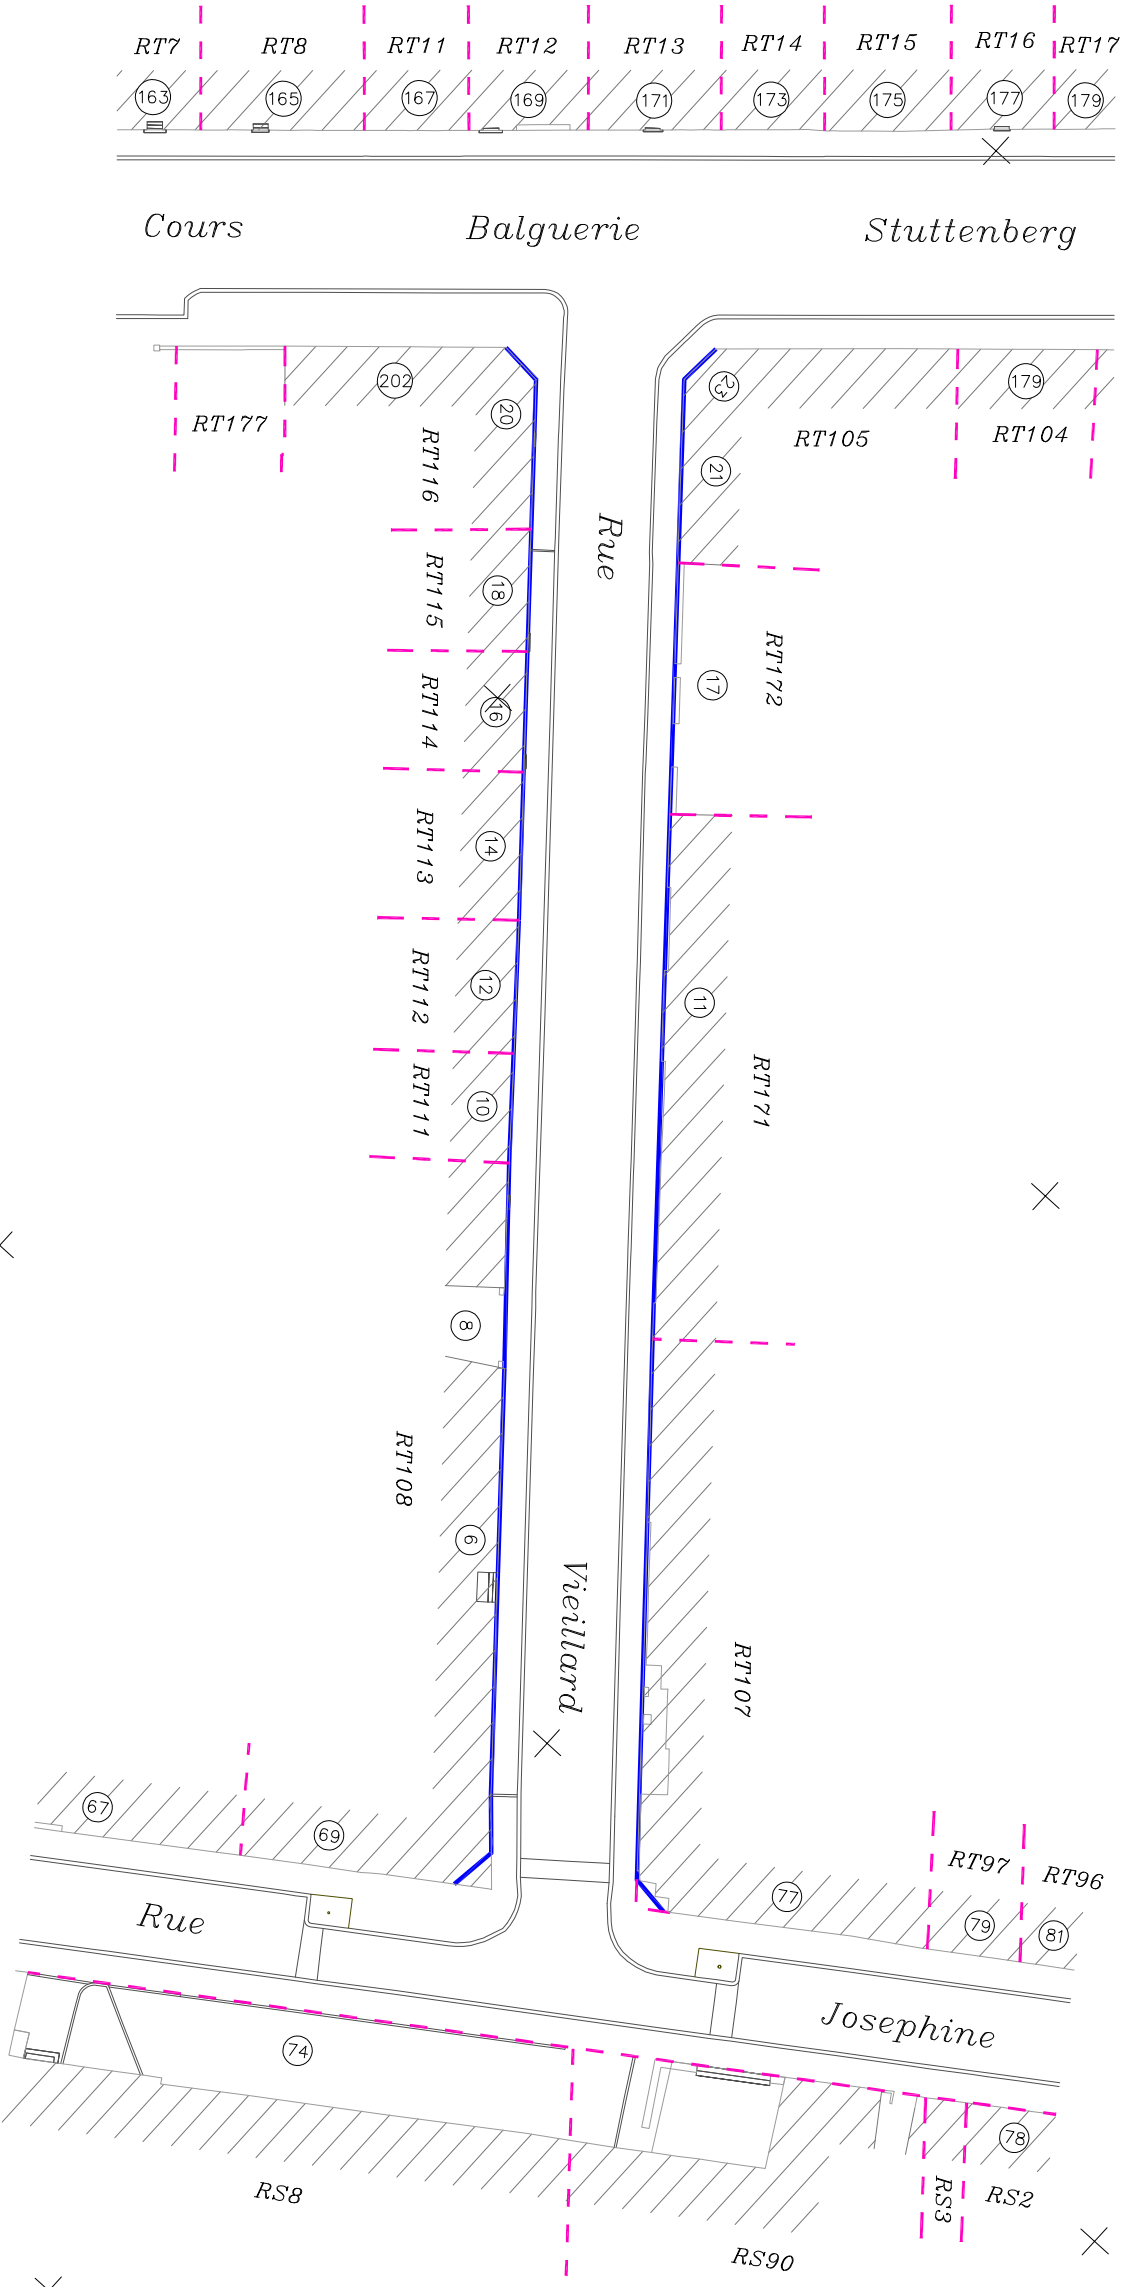 RT7 RT8 RT11 RT12 RT13 RT14 RT15 RT16 RT17
163 165 167 169 171 173 175 177 179
Cours Balguerie Stuttenberg
202 20 23 179
RT177 RT116 21 RT105 RT104
Rue
RT115 18
RT114 16 17 RT172
RT113 14
RT112 12 11
RT111 10 RT171
8
RT108
6
Vieillard
RT107
67 69
77 RT97 RT96
79 81
Rue
Josephine
74
78
RS8 RS3 RS2
RS90